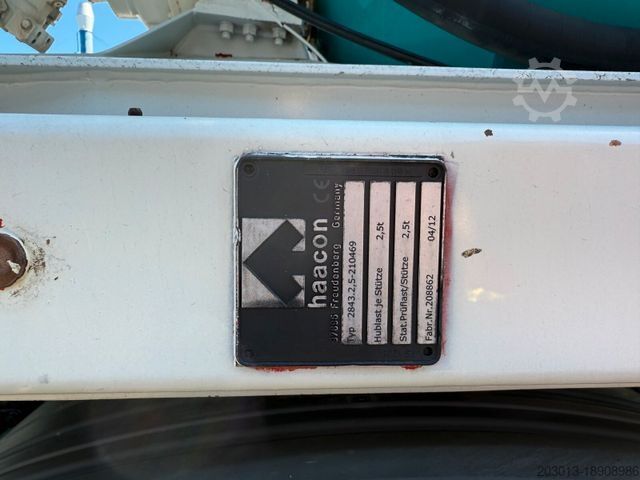 haacon CE
97896 Freudenberg Germany
Typ 2843.2,5-210469
Hublast je Stütze 2,5t
Stat.Prüflast/Stütze 2,5t
Fabr.Nr.208862 04/12
203013-18908986